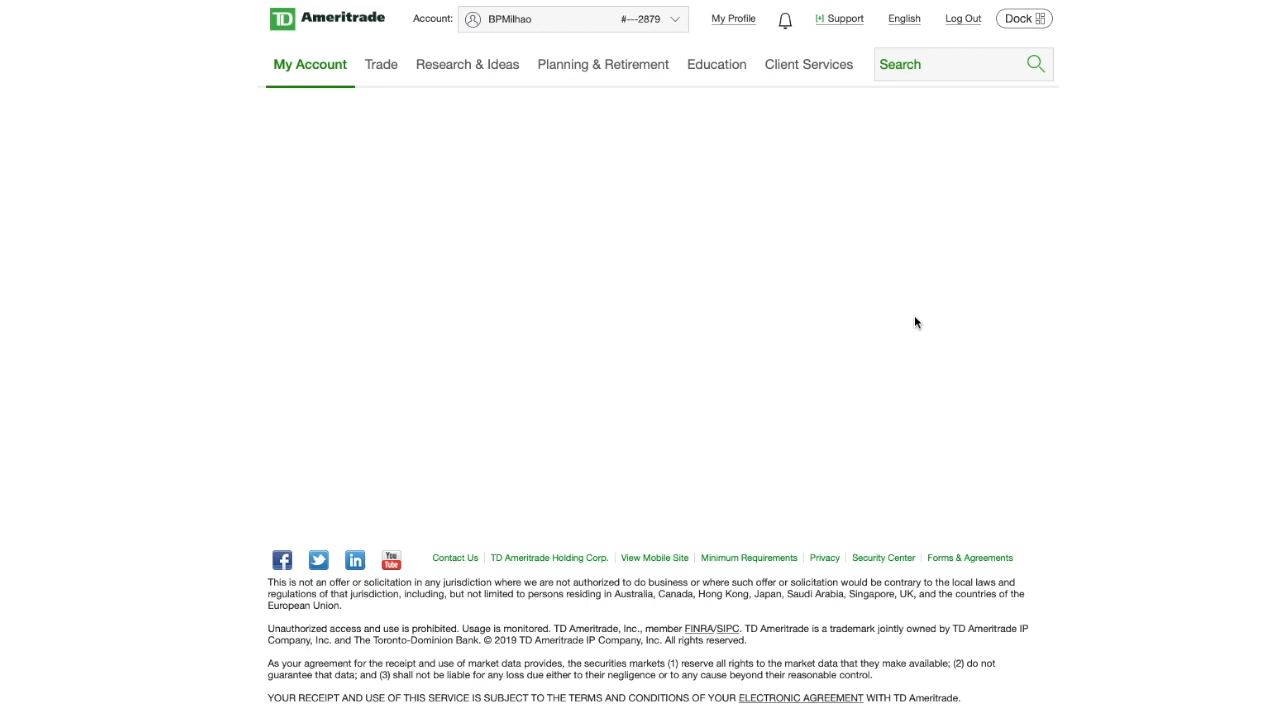 TD Ameritrade Account: BPMilhao #---2879 My Profile Support English Log Out Dock
My Account Trade Research & Ideas Planning & Retirement Education Client Services Search
You Tube Contact Us TD Ameritrade Holding Corp. View Mobile Site Minimum Requirements Privacy Security Center Forms & Agreements
This is not an offer or solicitation in any jurisdiction where we are not authorized to do business or where such offer or solicitation would be contrary to the local laws and
regulations of that jurisdiction, including, but not limited to persons residing in Australia, Canada, Hong Kong, Japan, Saudi Arabia, Singapore, UK, and the countries of the
European Union.
Unauthorized access and use is prohibited. Usage is monitored. TD Ameritrade, Inc., member FINRA/SIPC. TD Ameritrade is a trademark jointly owned by TD Ameritrade IP
Company, Inc. and The Toronto-Dominion Bank. © 2019 TD Ameritrade IP Company, Inc. All rights reserved.
As your agreement for the receipt and use of market data provides, the securities markets (1) reserve all rights to the market data that they make available; (2) do not
guarantee that data; and (3) shall not be liable for any loss due either to their negligence or to any cause beyond their reasonable control.
YOUR RECEIPT AND USE OF THIS SERVICE IS SUBJECT TO THE TERMS AND CONDITIONS OF YOUR ELECTRONIC AGREEMENT WITH TD Ameritrade.